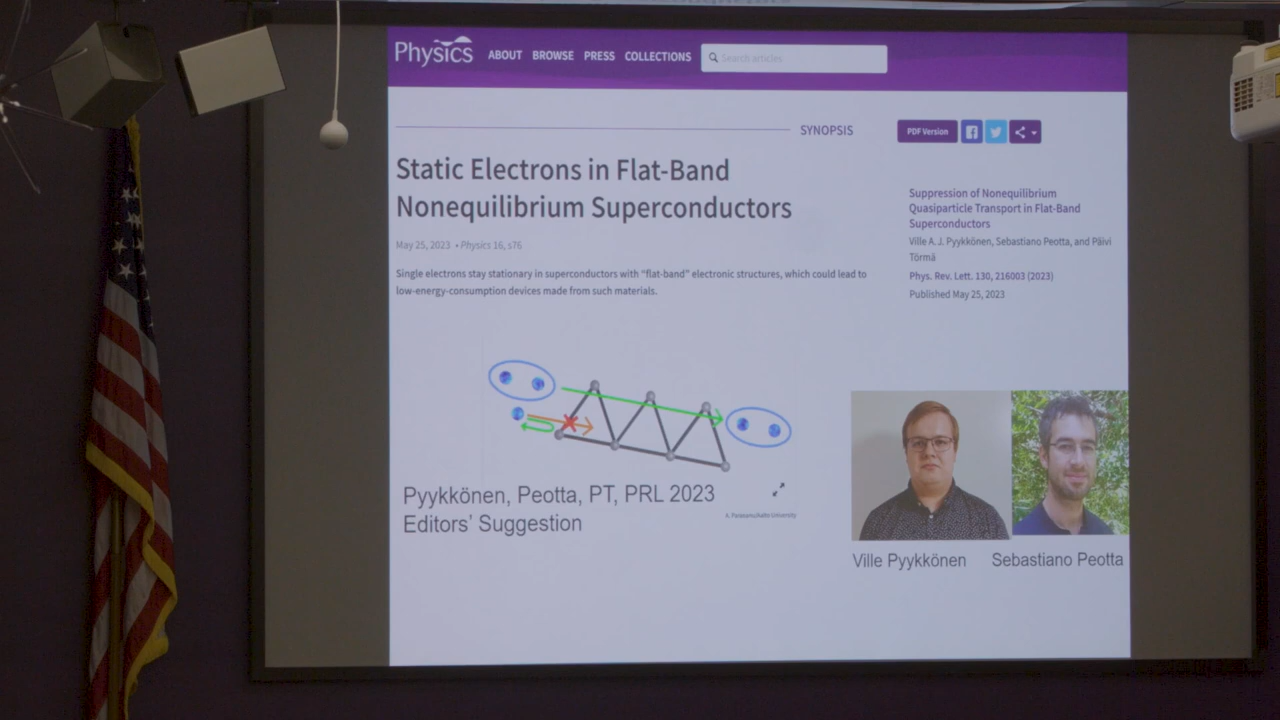 Physics ABOUT BROWSE PRESS COLLECTIONS Search articles
SYNOPSIS
PDF Version
Static Electrons in Flat-Band
Nonequilibrium Superconductors
May 25, 2023 • Physics 16, s76
Single electrons stay stationary in superconductors with “flat-band” electronic structures, which could lead to
low-energy-consumption devices made from such materials.
Suppression of Nonequilibrium
Quasiparticle Transport in Flat-Band
Superconductors
Ville A. J. Pyykkönen, Sebastiano Peotta, and Päivi
Törmä
Phys. Rev. Lett. 130, 216003 (2023)
Published May 25, 2023
Pyykkönen, Peotta, PT, PRL 2023
Editors’ Suggestion
University
Ville Pyykkönen
Sebastiano Peotta